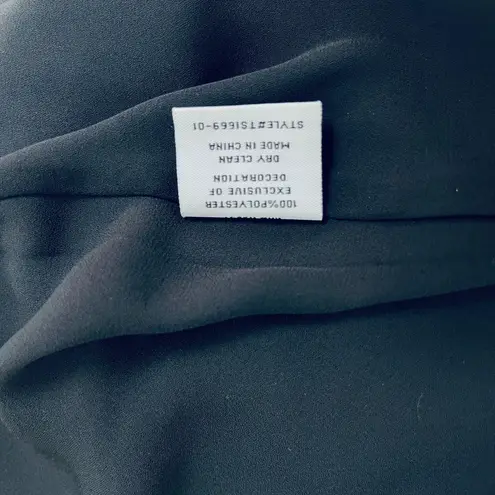 100%POLYESTER
EXCLUSIVE OF
DECORATION
DRY CLEAN
MADE IN CHINA
STYLE#TS1669-01